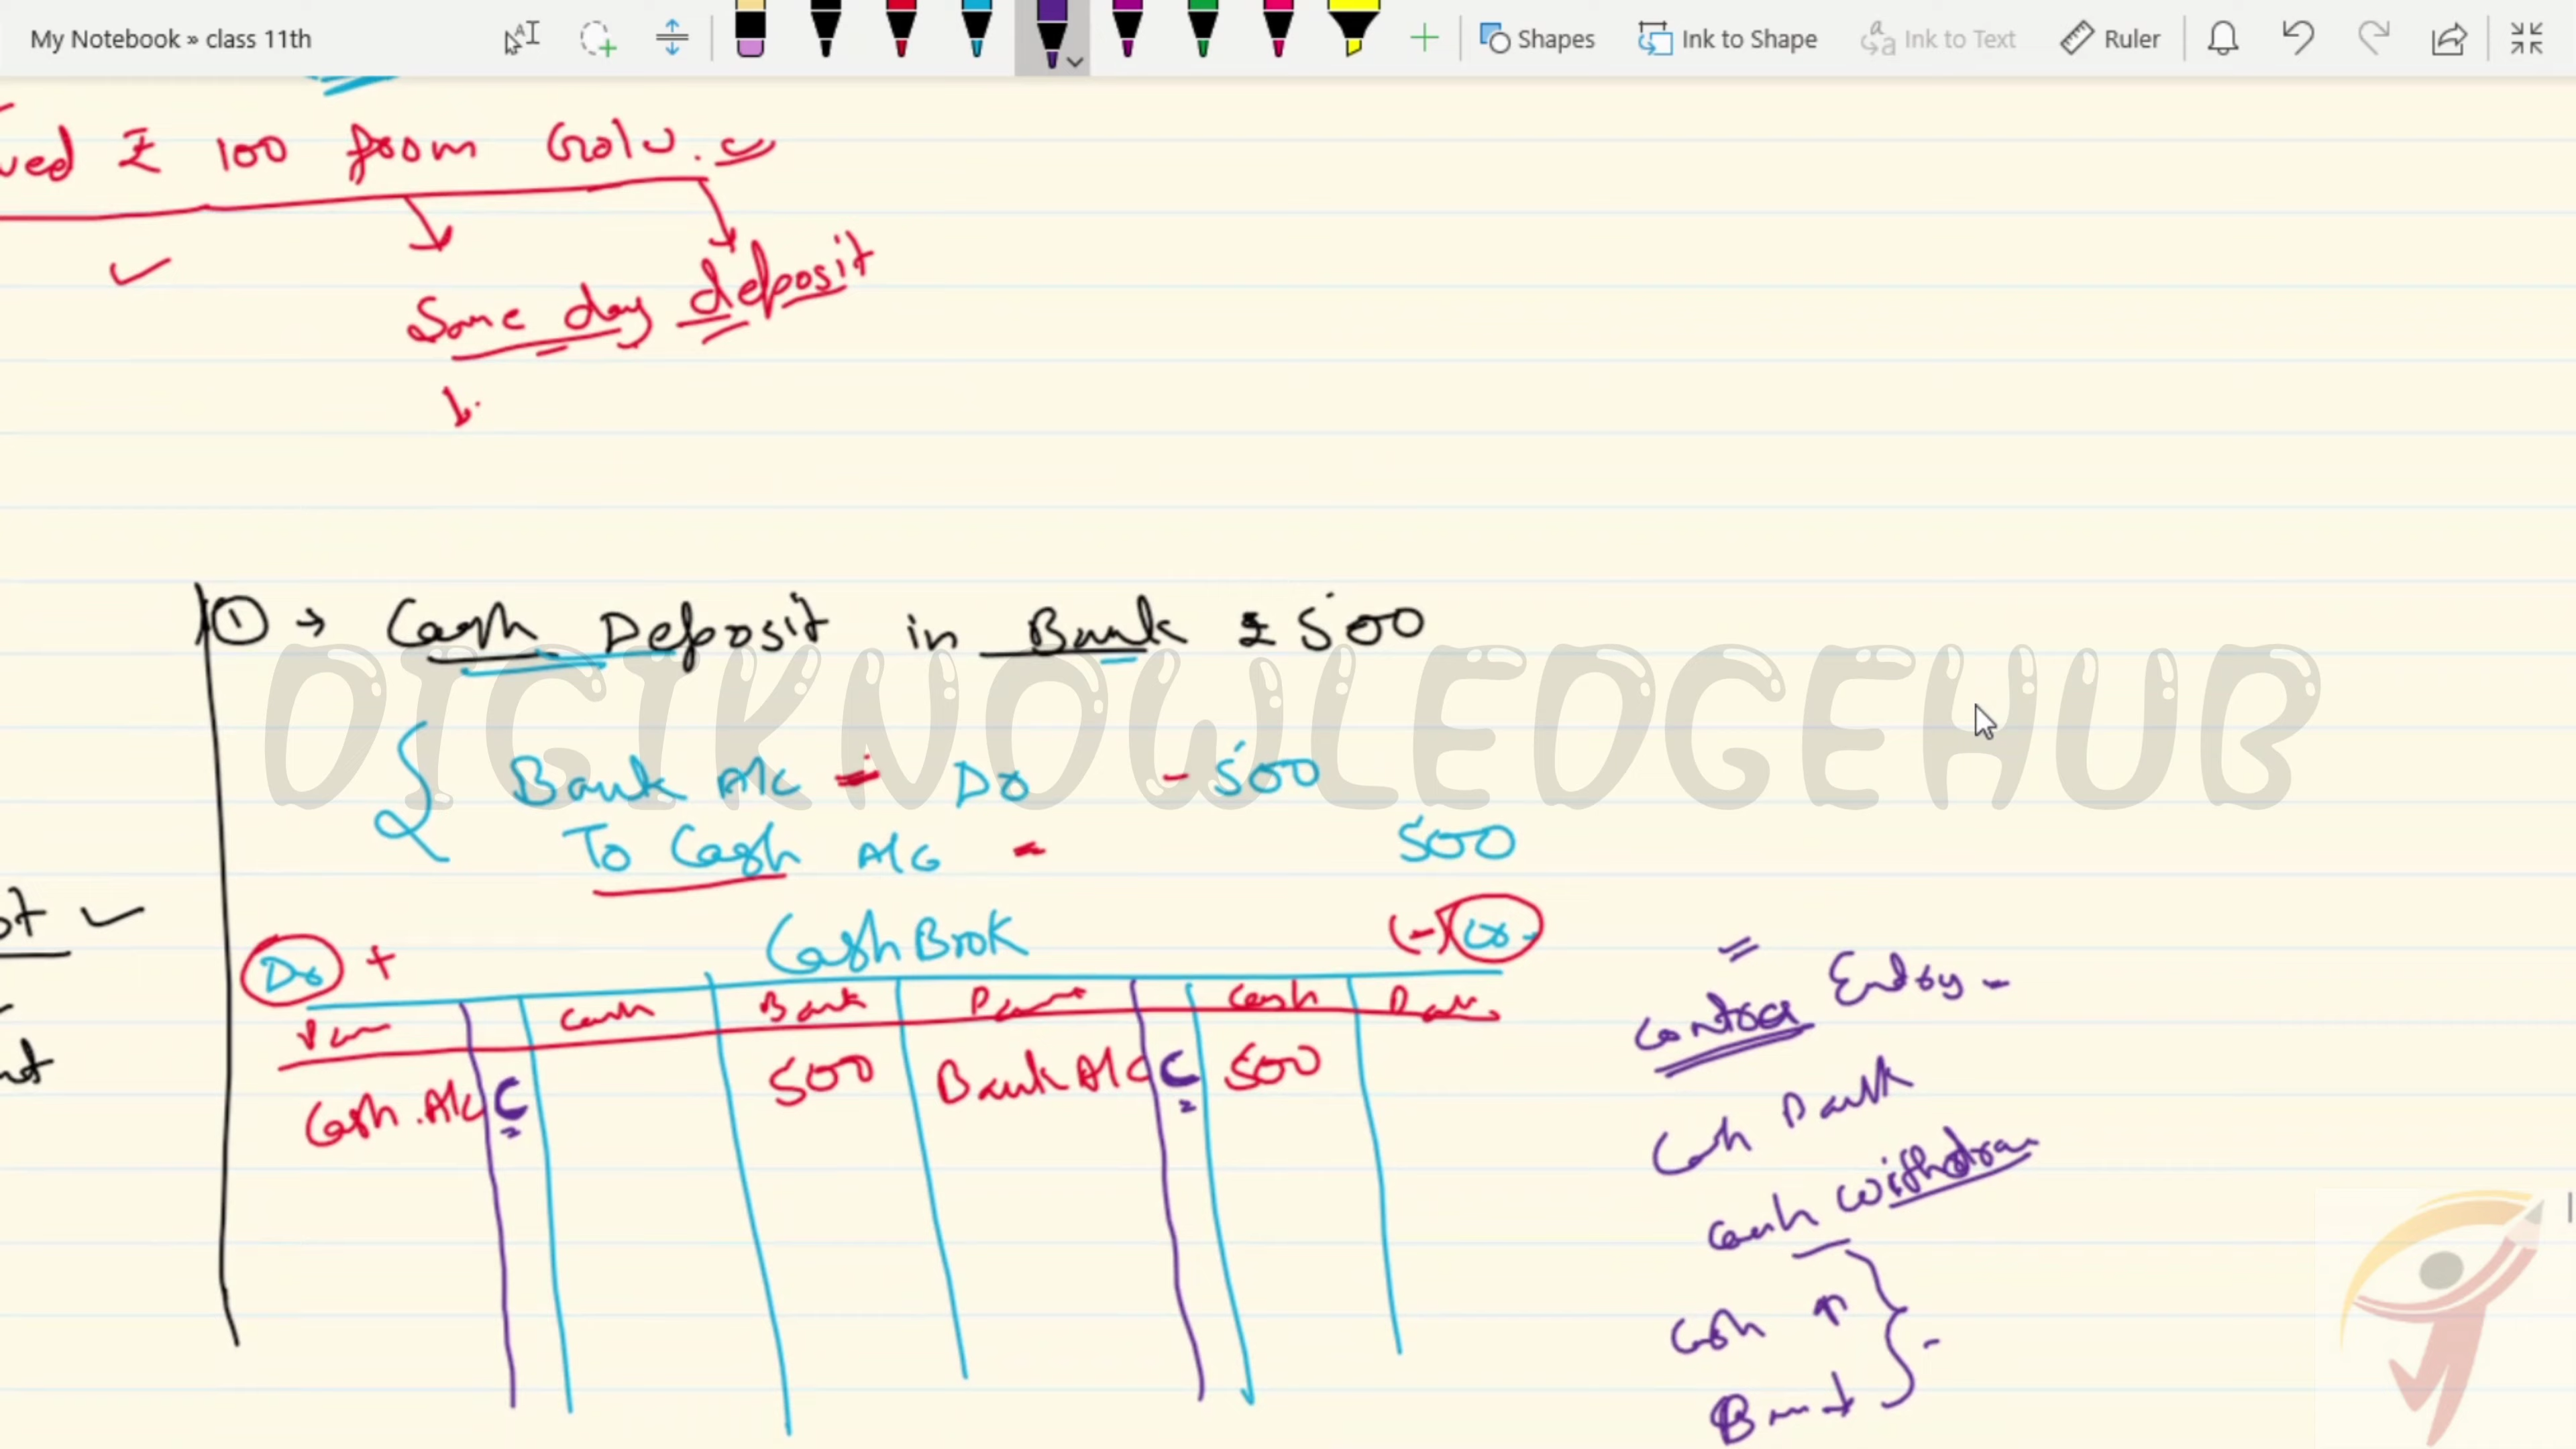 My Notebook » class 11th
Shapes
Ink to Shape
Ink to Text
Ruler
ved ₹ 100 from Golu.
Same day deposit
① → Cash Deposit in Bank ₹ 500
DIGIKNOWLEDGEHUB
Bank A/c - Dr - 500
To Cash A/c - 500
Cash Book
Dr + (-) Cr.
Cash Bank Cash Bank
Cash A/c C 500 Bank A/c C 500
Contra Entry -
Cash Bank
Cash withdraw
Cash ↑
Bank ↓
ot ✓